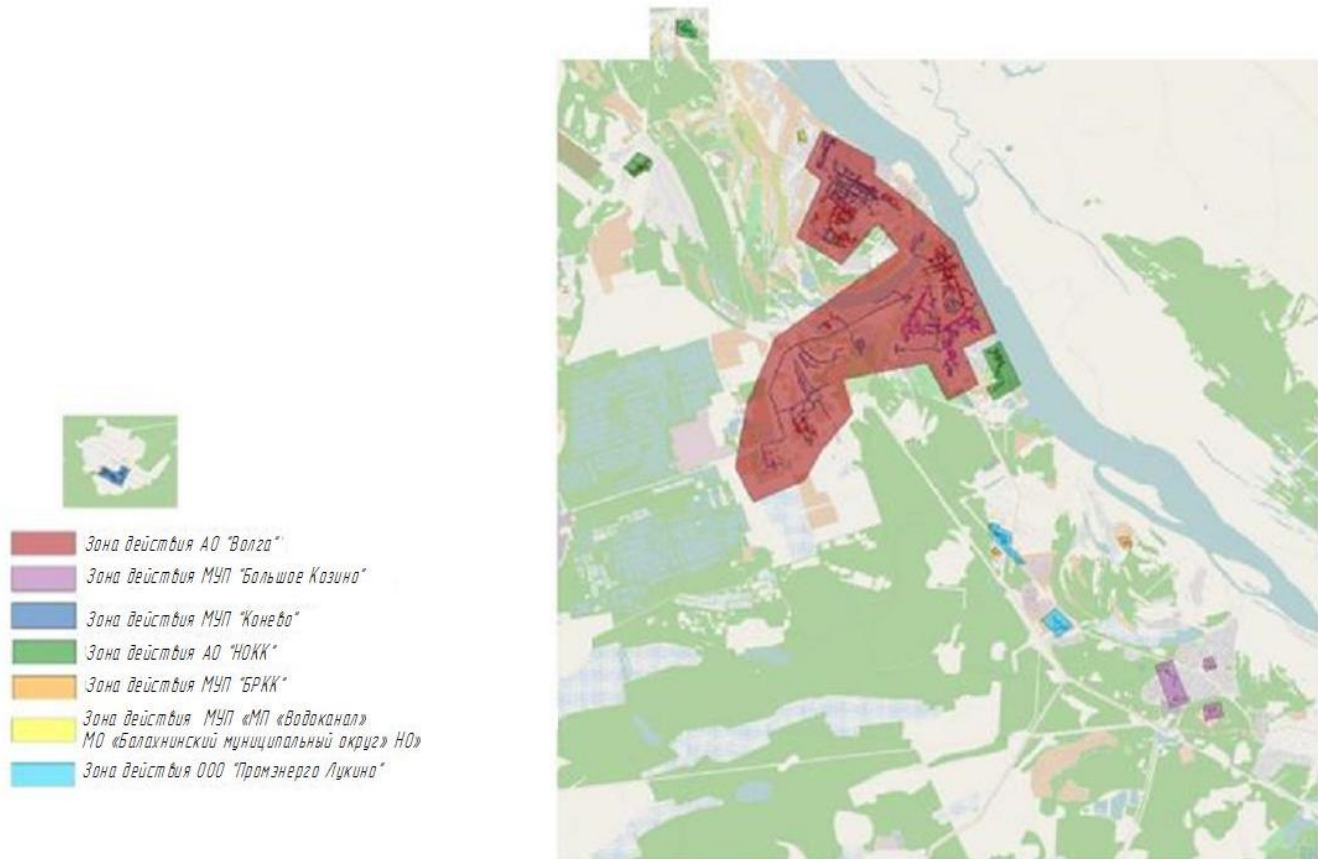 Зона действия АО "Волга"
Зона действия МУП "Большое Козино"
Зона действия МУП "Конево"
Зона действия АО "НОКК"
Зона действия МУП "БРКК"
Зона действия МУП «МП «Водоканал»
МО «Балахнинский муниципальный округ» НО»
Зона действия ООО "Промэнерго Лукино"